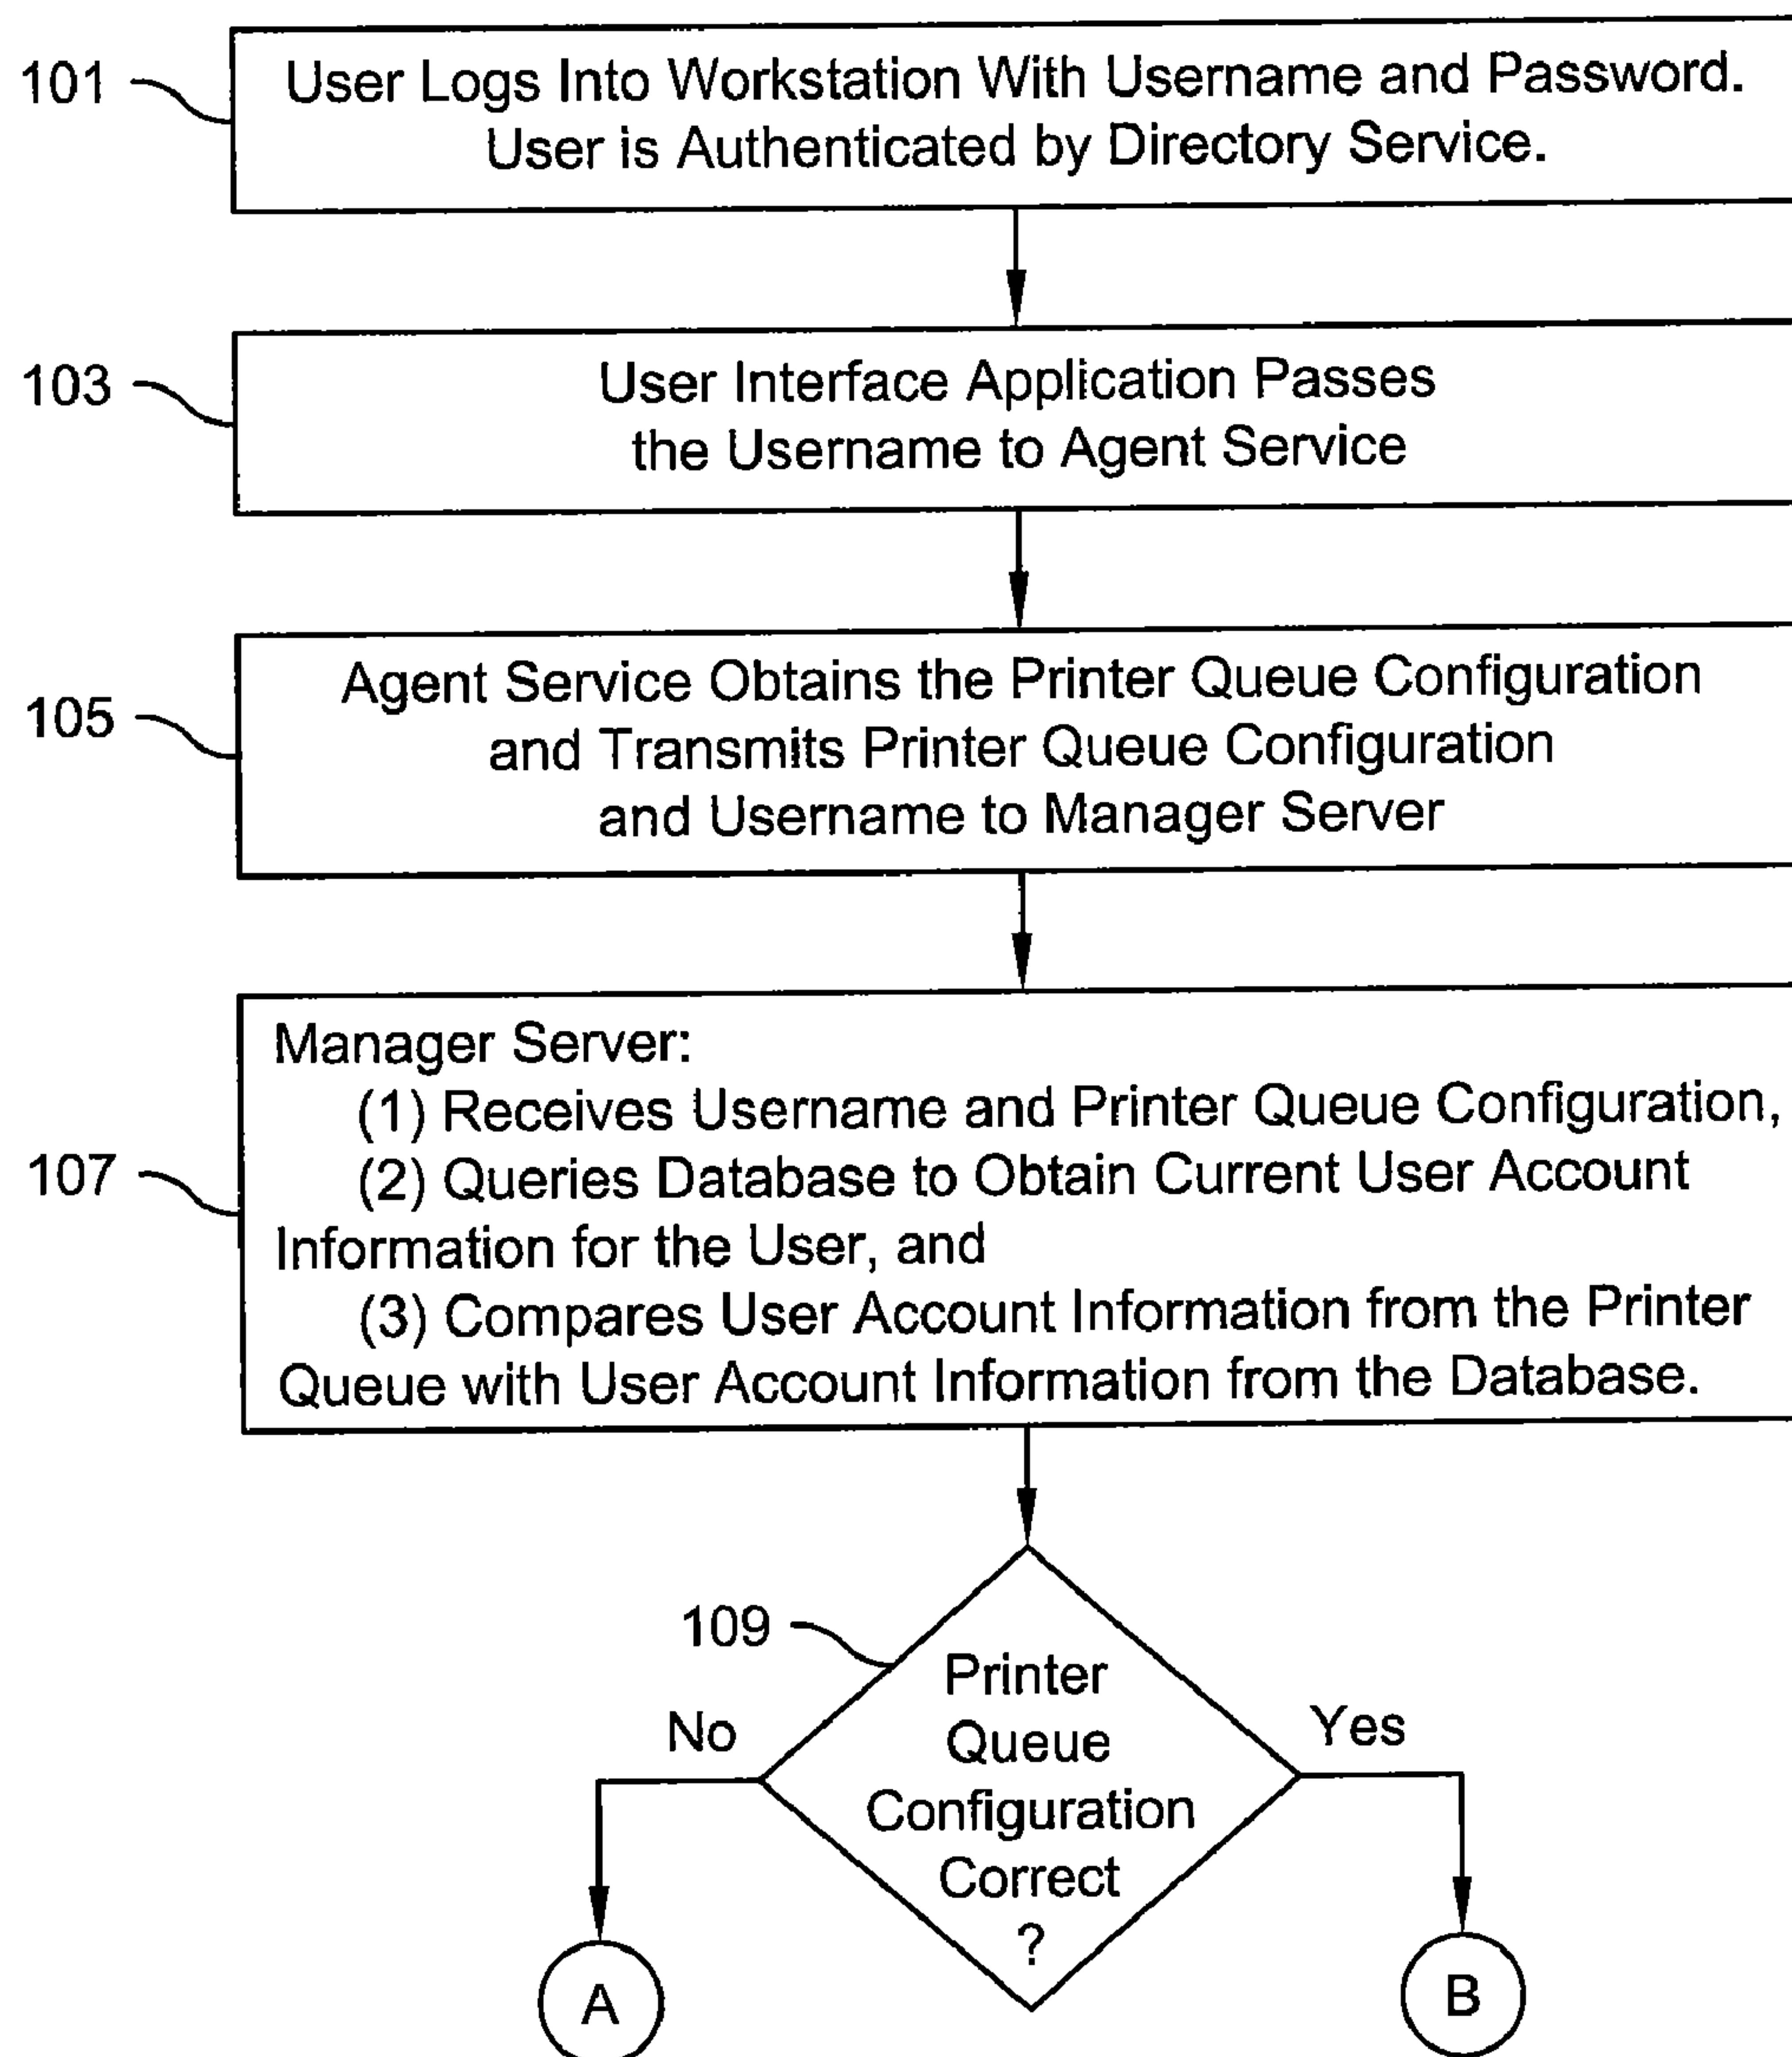 101
User Logs Into Workstation With Username and Password.
User is Authenticated by Directory Service.
103
User Interface Application Passes
the Username to Agent Service
105
Agent Service Obtains the Printer Queue Configuration
and Transmits Printer Queue Configuration
and Username to Manager Server
107
Manager Server:
(1) Receives Username and Printer Queue Configuration,
(2) Queries Database to Obtain Current User Account
Information for the User, and
(3) Compares User Account Information from the Printer
Queue with User Account Information from the Database.
109
Printer
Queue
Configuration
Correct
?
No
Yes
A
B